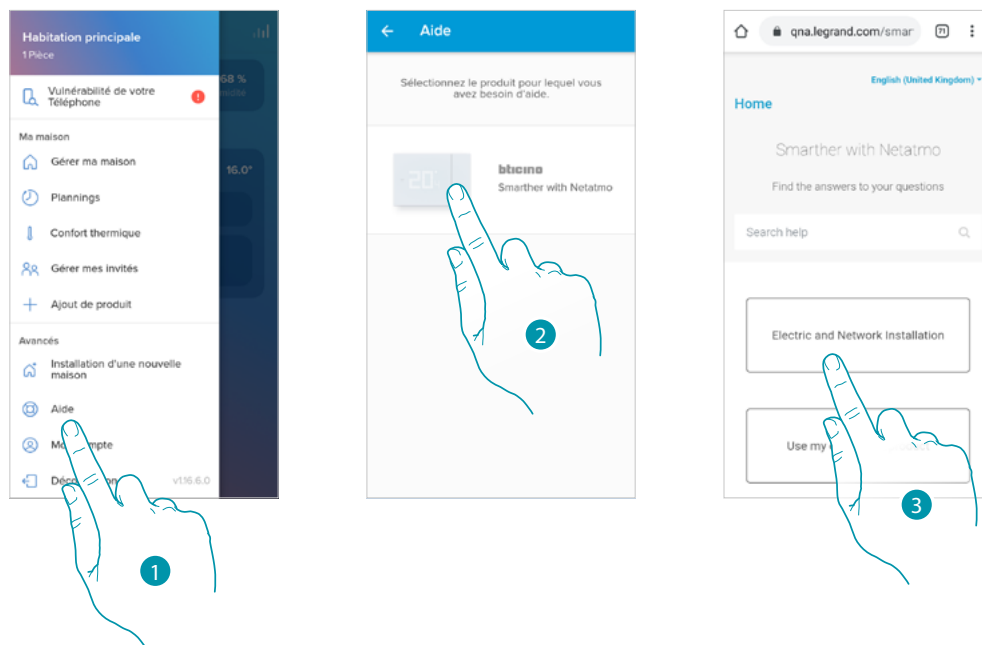 Habitation principale
1 Pièce
68 %
Vulnérabilité de votre
Téléphone
!
Ma maison
Gérer ma maison
16.0°
Plannings
Confort thermique
Gérer mes invités
Ajout de produit
Avancés
Installation d'une nouvelle
maison
Aide
v1.16.6.0
1
Aide
Sélectionnez le produit pour lequel vous
avez besoin d'aide.
bticino
20°
Smarther with Netatmo
2
qna.legrand.com/smar
71
English (United Kingdom)
Home
Smarther with Netatmo
Find the answers to your questions
Search help
Electric and Network Installation
Use my
3